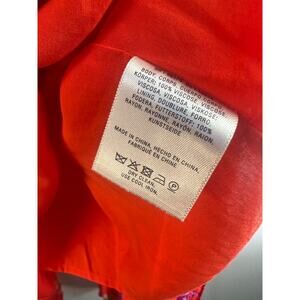 BODY, CORPS, CUERPO, CORPO,
KÖRPER: 100% VISCOSE, VISCOSE,
VISCOSA, VISCOSA, VISKOSE.
LINING, DOUBLURE, FORRO,
FODERA, FUTTERSTOFF: 100%
RAYON, RAYONNE, RAYON, RAION,
KUNSTSEIDE
MADE IN CHINA, HECHO EN CHINA,
FABRIQUÉ EN CHINE
DRY CLEAN.
USE COOL IRON.